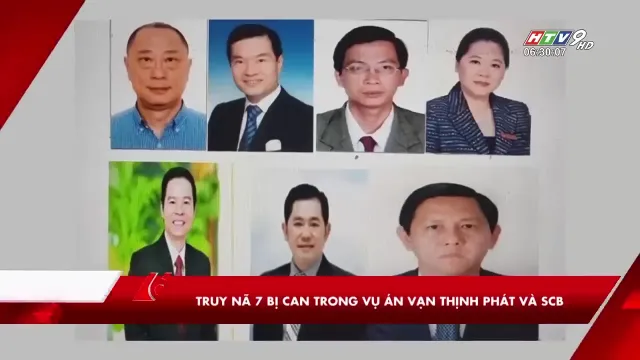 HTV9 HD
06:30:07
TRUY NÃ 7 BỊ CAN TRONG VỤ ÁN VẠN THỊNH PHÁT VÀ SCB